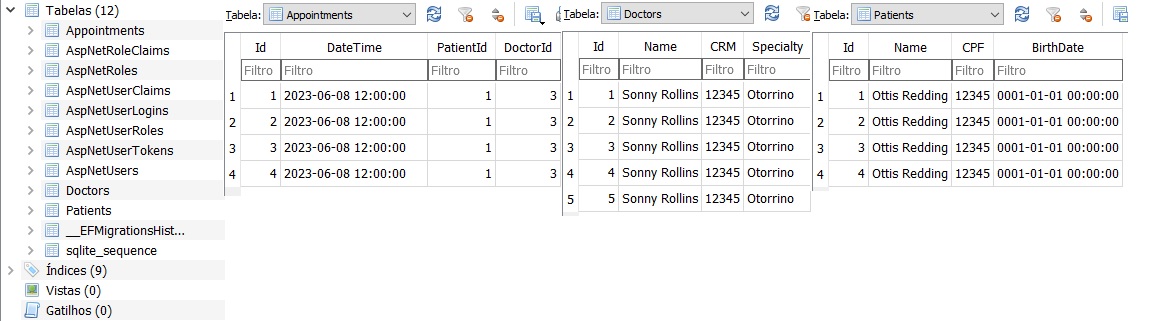 Tabelas (12)
Appointments
AspNetRoleClaims
AspNetRoles
AspNetUserClaims
AspNetUserLogins
AspNetUserRoles
AspNetUserTokens
AspNetUsers
Doctors
Patients
__EFMigrationsHist...
sqlite_sequence
Índices (9)
Vistas (0)
Gatilhos (0)
Tabela: Appointments
Id DateTime PatientId DoctorId
Filtro Filtro Filtro Filtro
1 1 2023-06-08 12:00:00 1 3
2 2 2023-06-08 12:00:00 1 3
3 3 2023-06-08 12:00:00 1 3
4 4 2023-06-08 12:00:00 1 3
Tabela: Doctors
Id Name CRM Specialty
Filtro Filtro Filtro Filtro
1 1 Sonny Rollins 12345 Otorrino
2 2 Sonny Rollins 12345 Otorrino
3 3 Sonny Rollins 12345 Otorrino
4 4 Sonny Rollins 12345 Otorrino
5 5 Sonny Rollins 12345 Otorrino
Tabela: Patients
Id Name CPF BirthDate
Filtro Filtro Filtro Filtro
1 1 Ottis Redding 12345 0001-01-01 00:00:00
2 2 Ottis Redding 12345 0001-01-01 00:00:00
3 3 Ottis Redding 12345 0001-01-01 00:00:00
4 4 Ottis Redding 12345 0001-01-01 00:00:00